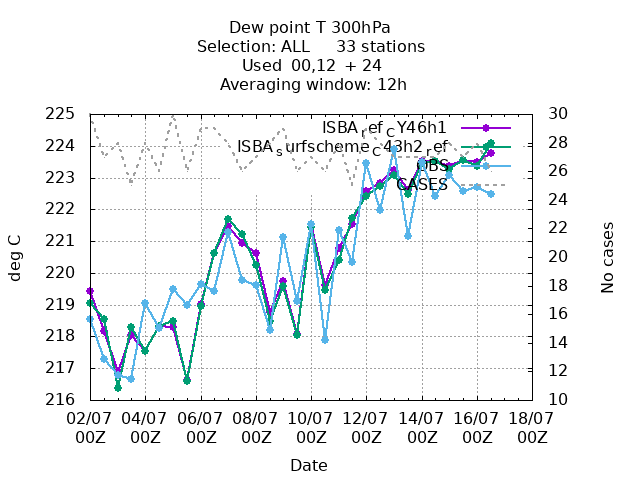 Dew point T 300hPa
Selection: ALL 33 stations
Used 00,12 + 24
Averaging window: 12h
ISBA_ref_CY46h1
ISBA_surfscheme_C43h2_ref
OBS
CASES
225
224
223
222
221
220
219
218
217
216
deg C
30
28
26
24
22
20
18
16
14
12
10
No cases
02/07 04/07 06/07 08/07 10/07 12/07 14/07 16/07 18/07
00Z 00Z 00Z 00Z 00Z 00Z 00Z 00Z 00Z
Date